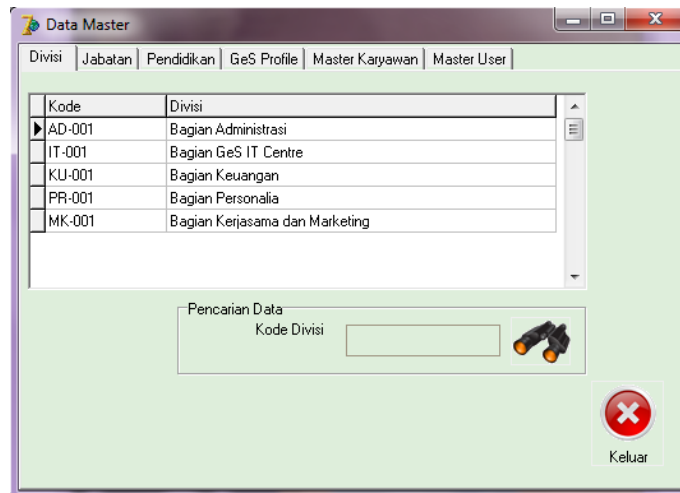 Data Master
Divisi Jabatan Pendidikan GeS Profile Master Karyawan Master User
Kode Divisi
AD-001 Bagian Administrasi
IT-001 Bagian GeS IT Centre
KU-001 Bagian Keuangan
PR-001 Bagian Personalia
MK-001 Bagian Kerjasama dan Marketing
Pencarian Data
Kode Divisi
Keluar